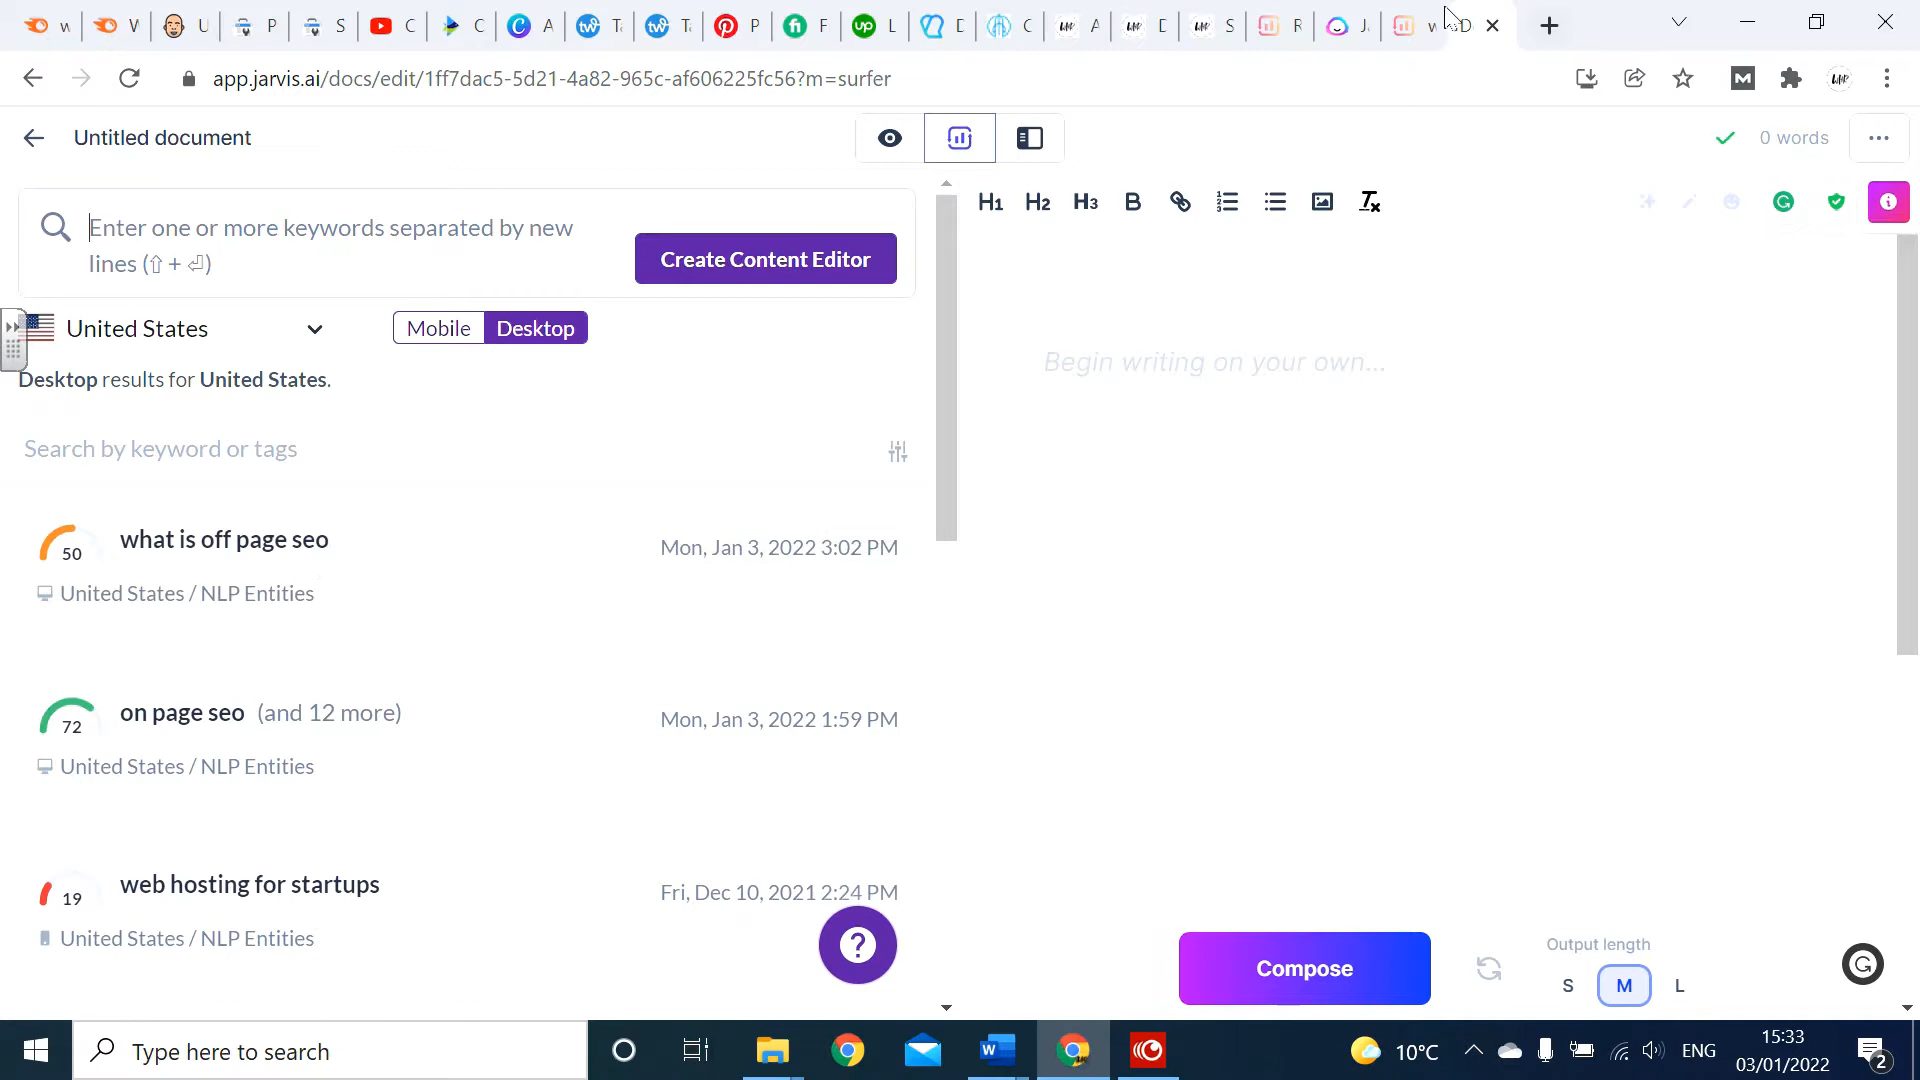 app.jarvis.ai/docs/edit/1ff7dac5-5d21-4a82-965c-af606225fc56?m=surfer
Untitled document
0 words
Enter one or more keywords separated by new
lines (⇧ + ⏎)
Create Content Editor
H1 H2 H3 B
United States
Mobile Desktop
Desktop results for United States.
Begin writing on your own...
Search by keyword or tags
50
what is off page seo
Mon, Jan 3, 2022 3:02 PM
United States / NLP Entities
72
on page seo (and 12 more)
Mon, Jan 3, 2022 1:59 PM
United States / NLP Entities
19
web hosting for startups
Fri, Dec 10, 2021 2:24 PM
United States / NLP Entities
?
Compose
Output length
S M L
Type here to search
10°C
ENG
15:33
03/01/2022
2